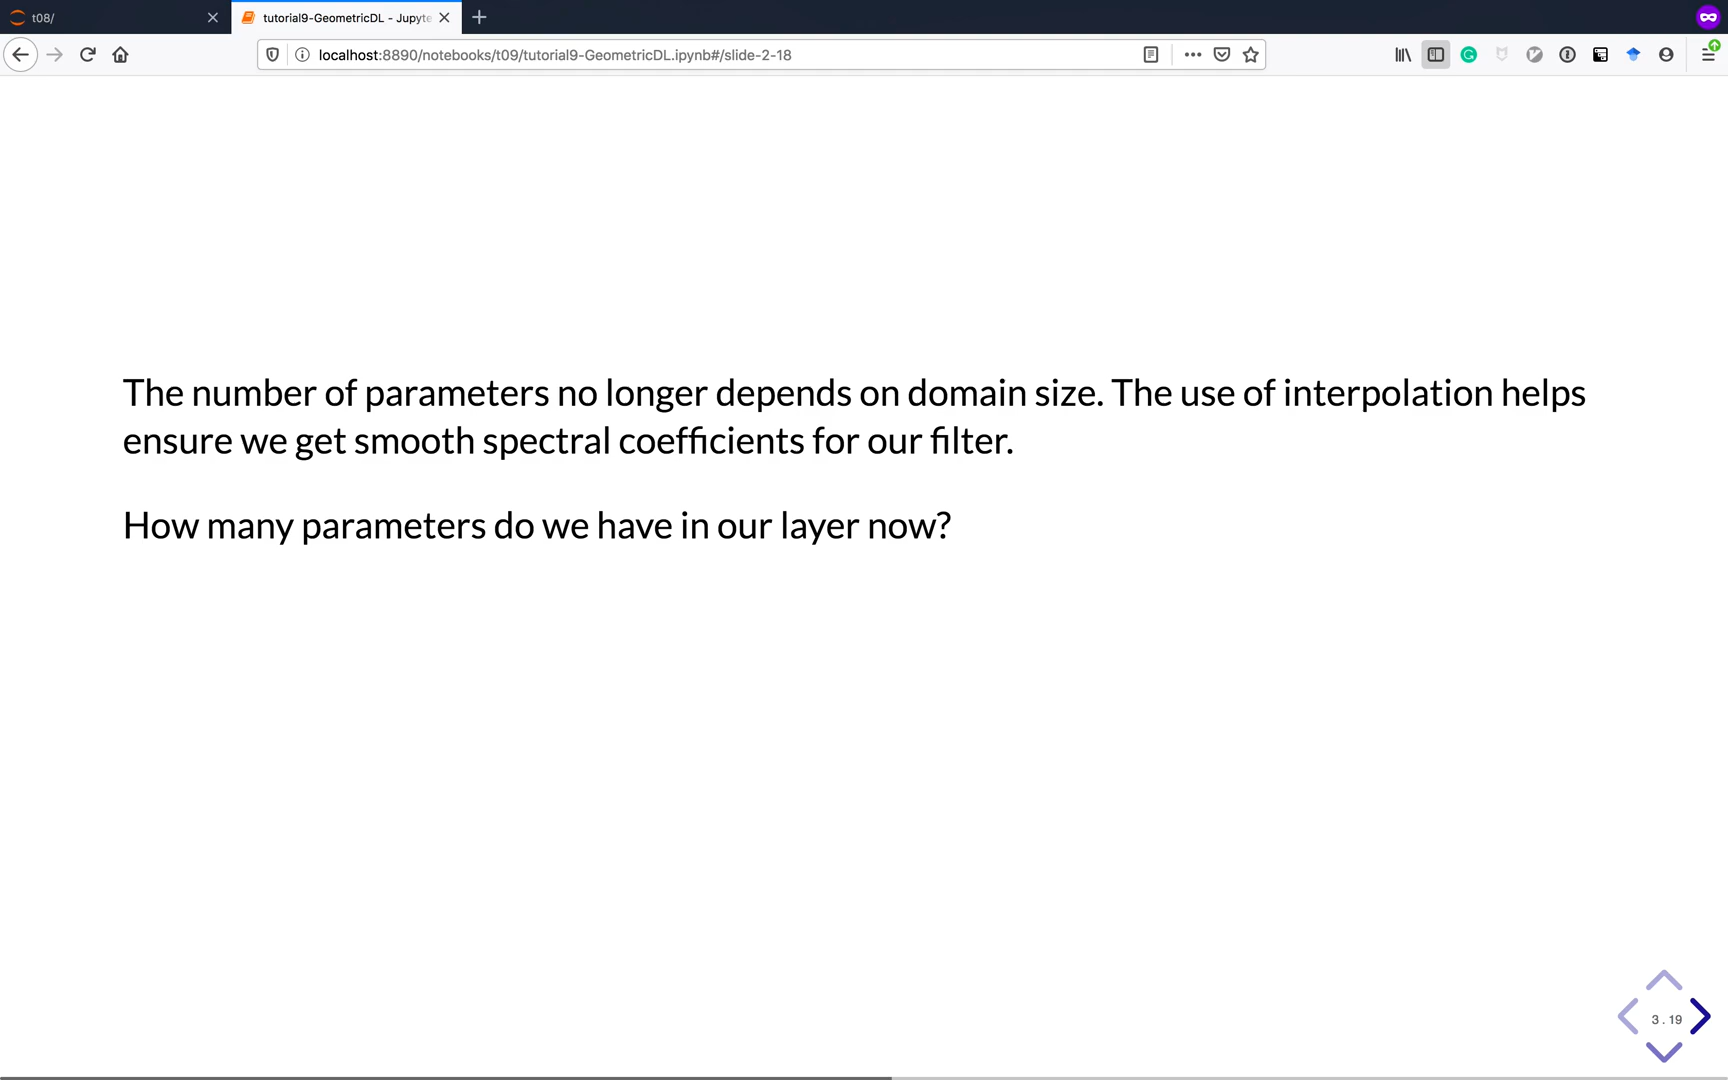 t08/
tutorial9-GeometricDL - Jupyte
localhost:8890/notebooks/t09/tutorial9-GeometricDL.ipynb#/slide-2-18
The number of parameters no longer depends on domain size. The use of interpolation helps
ensure we get smooth spectral coefficients for our filter.
How many parameters do we have in our layer now?
3 . 19